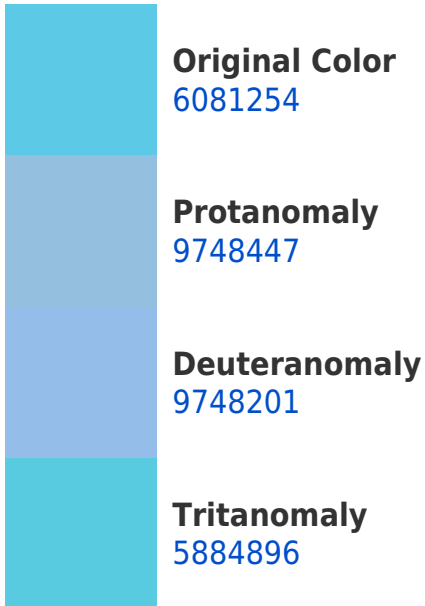 Original Color
6081254
Protanomaly
9748447
Deuteranomaly
9748201
Tritanomaly
5884896